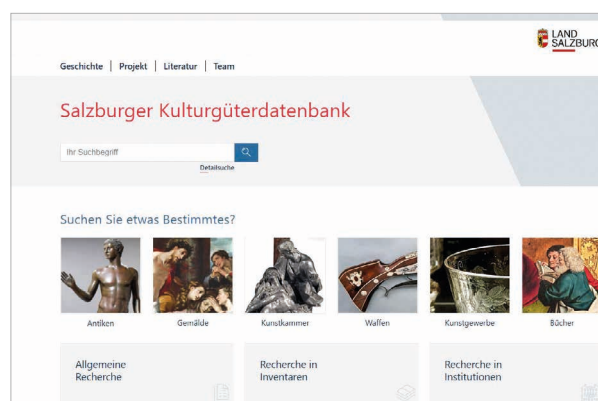 LAND
SALZBURG
Geschichte | Projekt | Literatur | Team
Salzburger Kulturgüterdatenbank
Ihr Suchbegriff
Detailsuche
Suchen Sie etwas Bestimmtes?
Antiken Gemälde Kunstkammer Waffen Kunstgewerbe Bücher
Allgemeine
Recherche
Recherche in
Inventaren
Recherche in
Institutionen